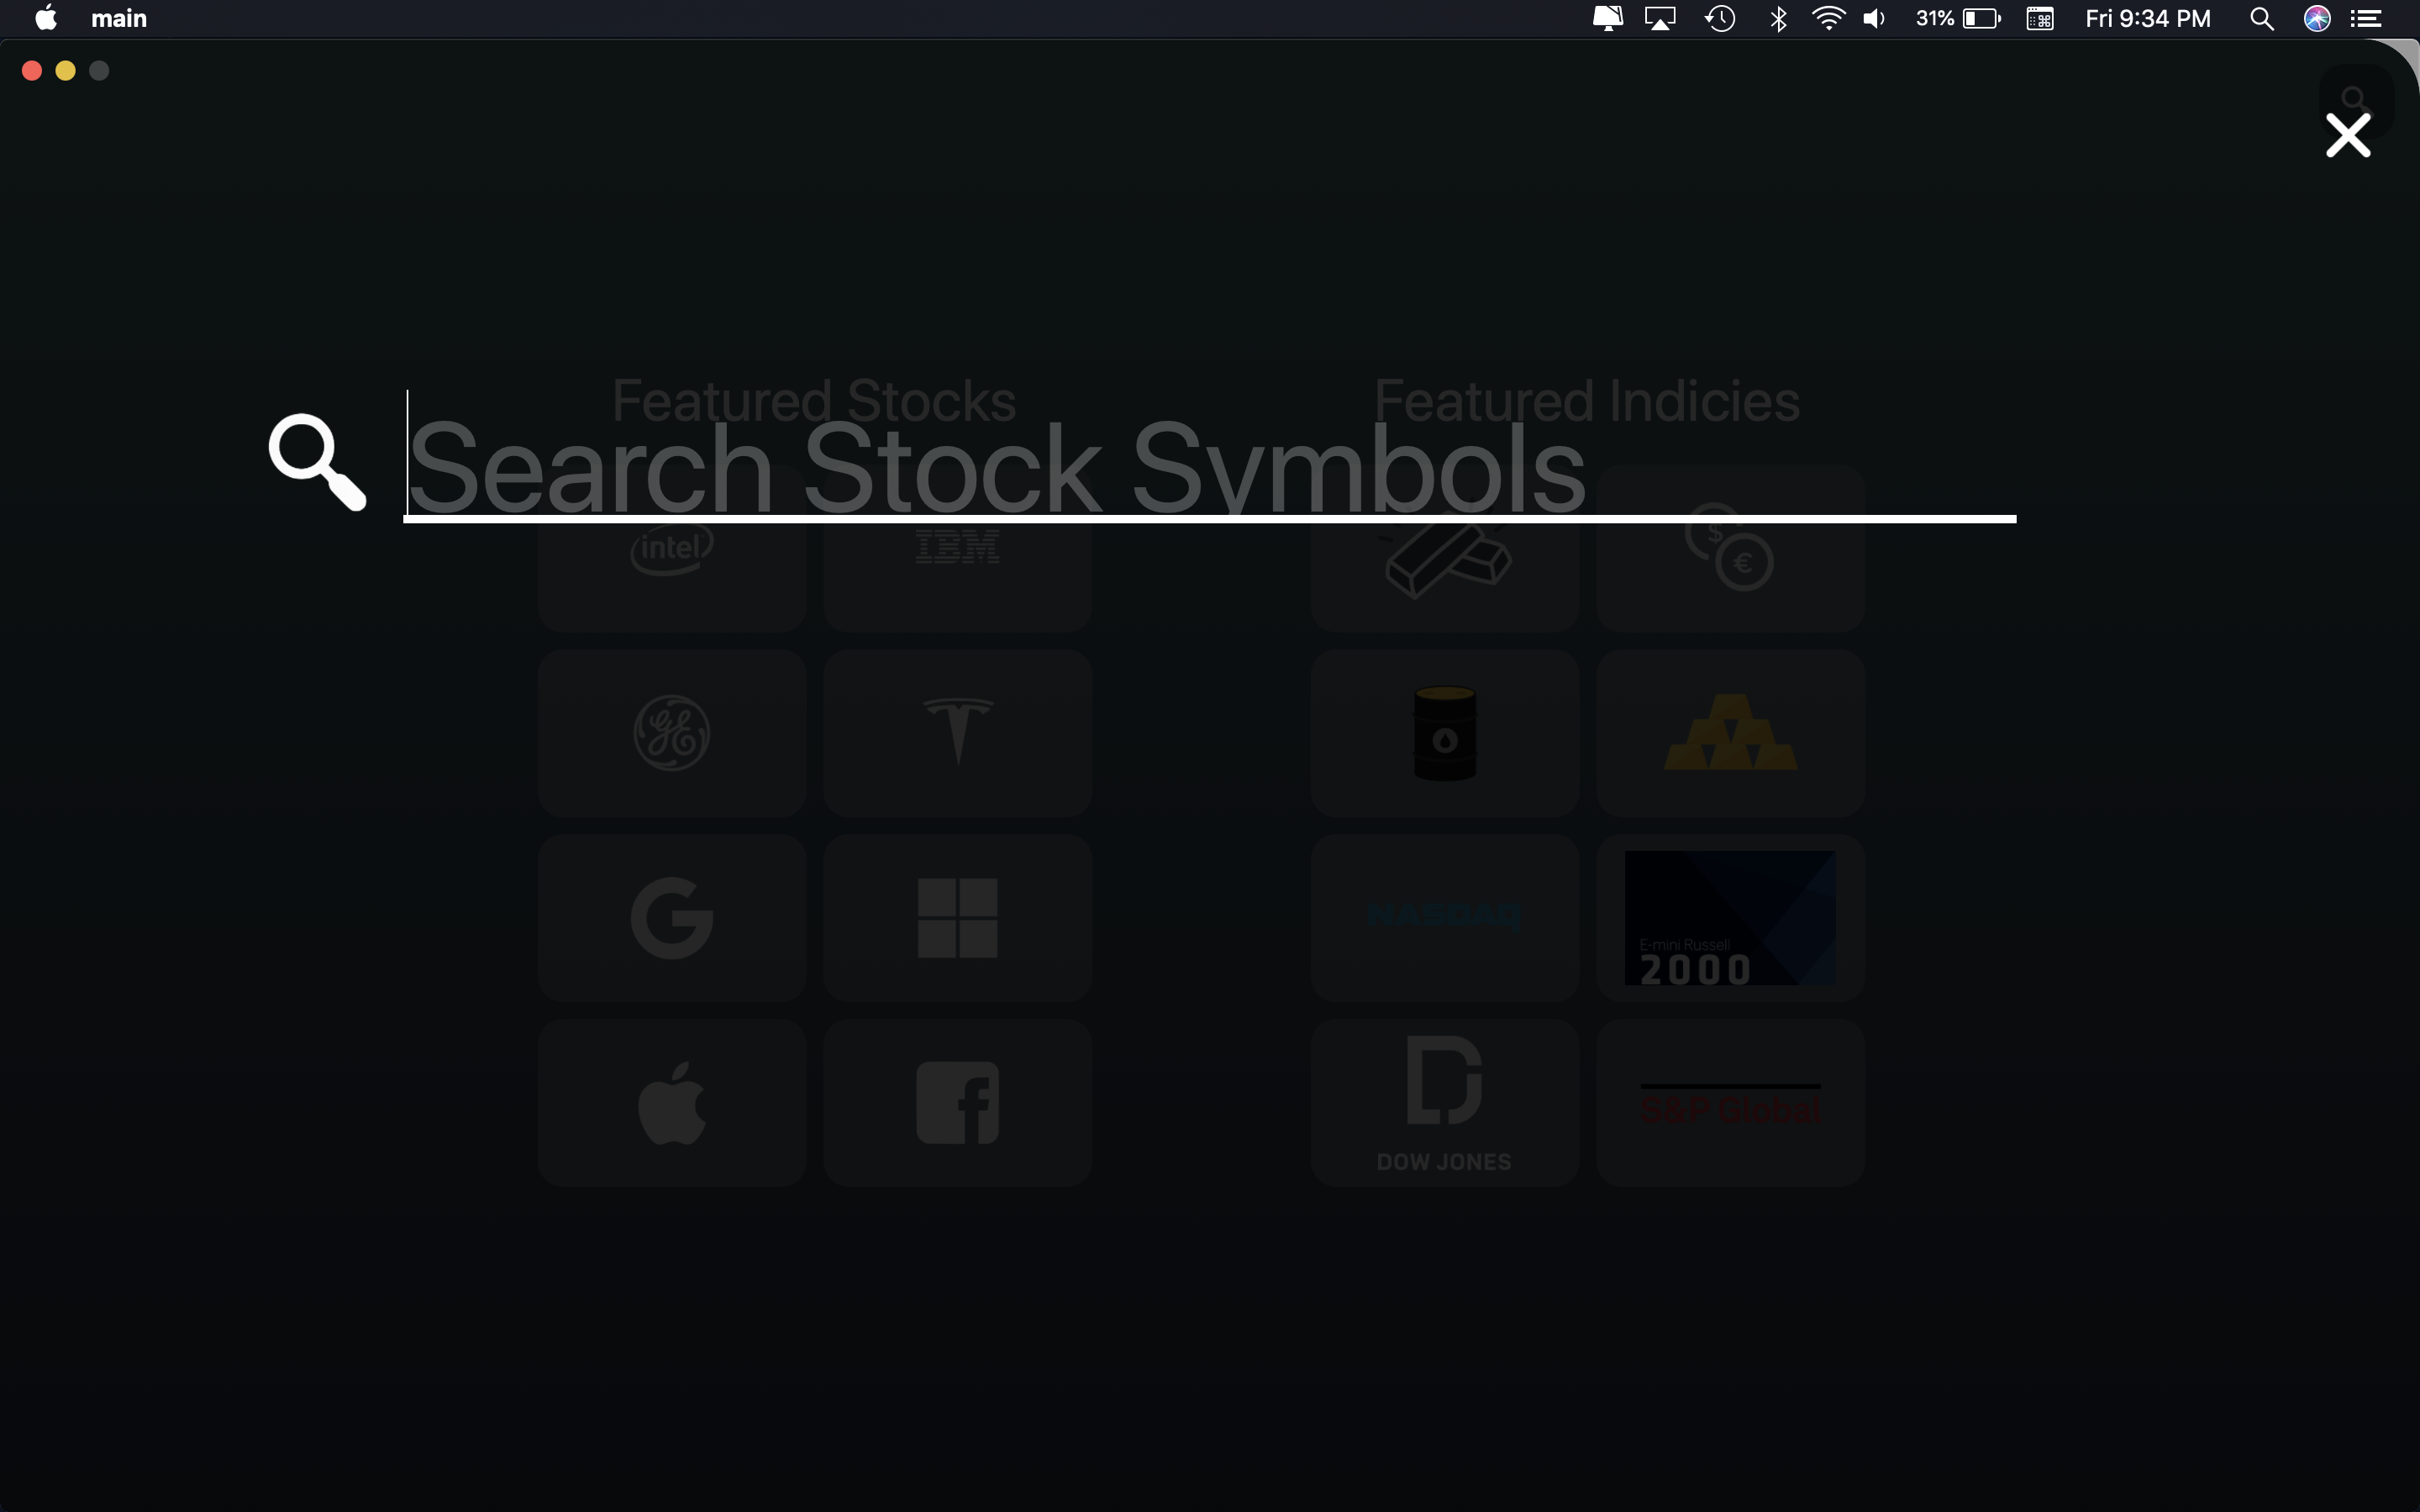 main
31%
Fri 9:34 PM
Featured Stocks
Featured Indicies
Search Stock Symbols
intel
IBM
$
€
GE
NASDAQ
E-mini Russell
2000
DOW JONES
S&P Global